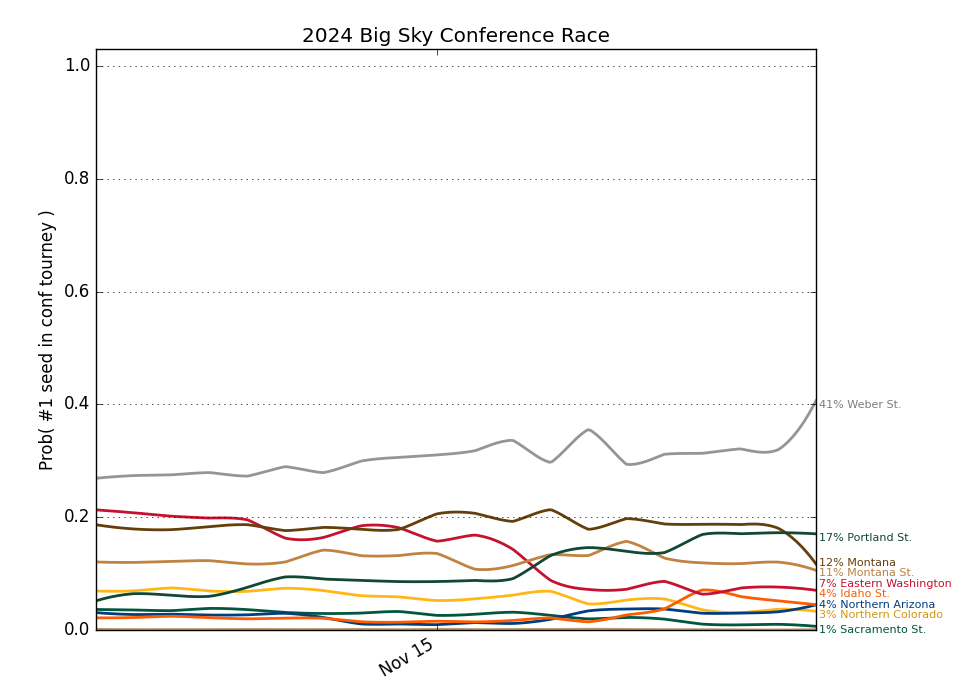 2024 Big Sky Conference Race
Prob( #1 seed in conf tourney )
1.0
0.8
0.6
0.4
0.2
0.0
Nov 15
41% Weber St.
17% Portland St.
12% Montana
11% Montana St.
7% Eastern Washington
4% Idaho St.
4% Northern Arizona
3% Northern Colorado
1% Sacramento St.